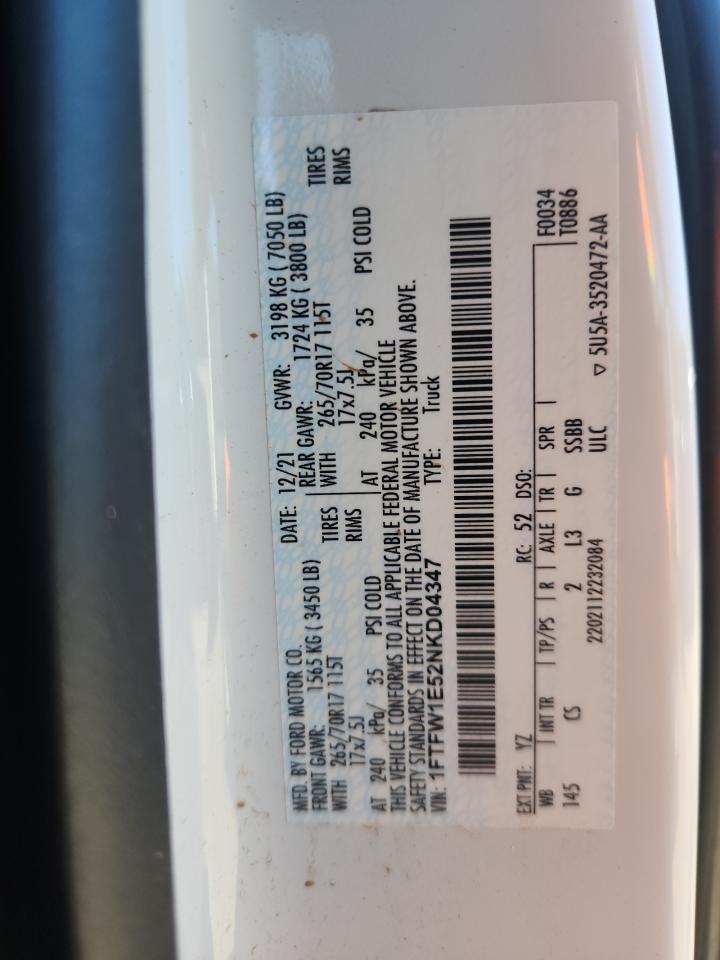 MFD. BY FORD MOTOR CO. DATE: 12/21 GVWR: 3198 KG ( 7050 LB)
FRONT GAWR: 1565 KG ( 3450 LB) REAR GAWR: 1724 KG ( 3800 LB)
WITH 265/70R17 115T TIRES WITH 265/70R17 115T TIRES
17x7.5J RIMS 17x7.5J RIMS
AT 240 kPa/ 35 PSI COLD AT 240 kPa/ 35 PSI COLD
THIS VEHICLE CONFORMS TO ALL APPLICABLE FEDERAL MOTOR VEHICLE
SAFETY STANDARDS IN EFFECT ON THE DATE OF MANUFACTURE SHOWN ABOVE.
VIN: 1FTFW1E52NKD04347 TYPE: Truck
EXT PNT: YZ RC: 52 DSO:
WB INT TR TP/PS R AXLE TR SPR F0034
T0886
145 CS 2 L3 G SSBB
2202112232084 ULC ▽ 5U5A-3520472-AA